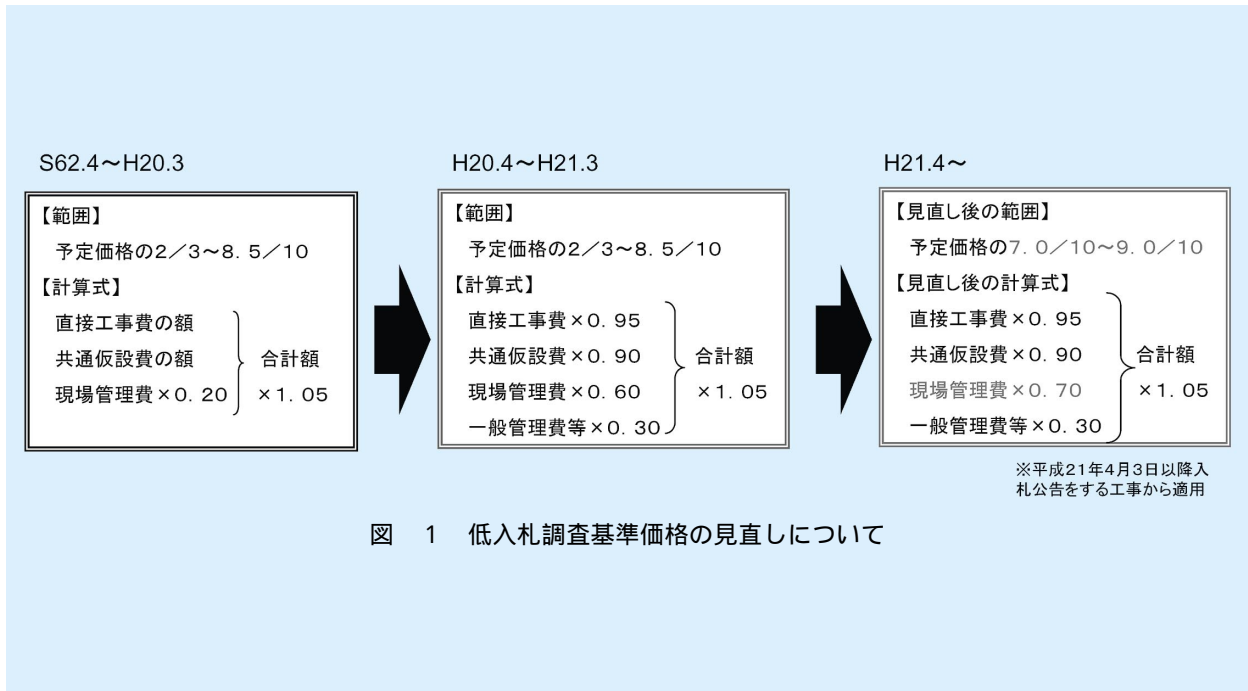 S62.4～H20.3
【範囲】
予定価格の2／3～8．5／10
【計算式】
直接工事費の額
共通仮設費の額
現場管理費×0．20
合計額
×1．05
H20.4～H21.3
【範囲】
予定価格の2／3～8．5／10
【計算式】
直接工事費×0．95
共通仮設費×0．90
現場管理費×0．60
一般管理費等×0．30
合計額
×1．05
H21.4～
【見直し後の範囲】
予定価格の7．0／10～9．0／10
【見直し後の計算式】
直接工事費×0．95
共通仮設費×0．90
現場管理費×0．70
一般管理費等×0．30
合計額
×1．05
※平成21年4月3日以降入
札公告をする工事から適用
図　1　低入札調査基準価格の見直しについて